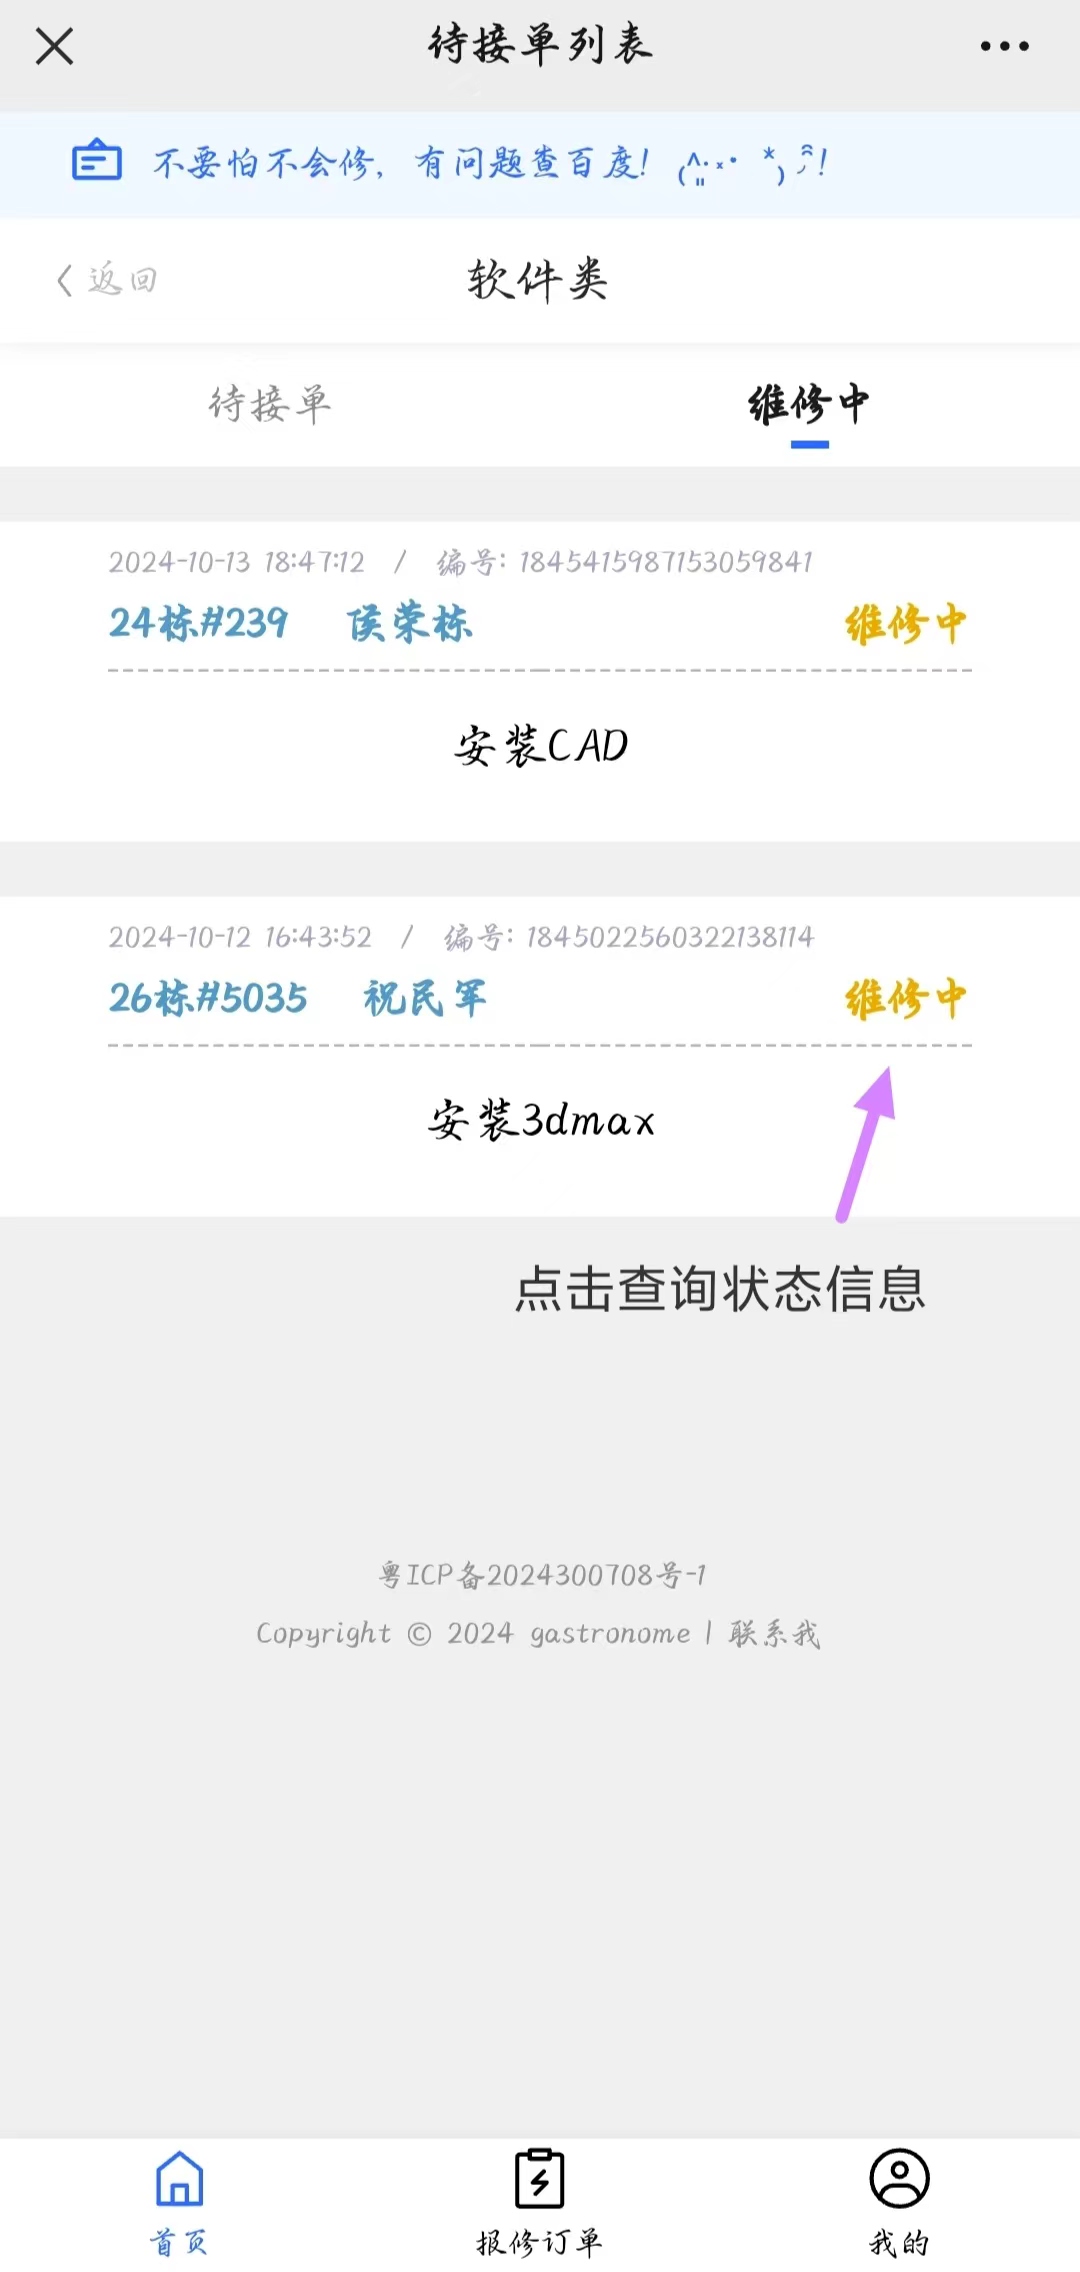 待接单列表
不要怕不会修，有问题查百度！
返回
软件类
待接单 维修中
2024-10-13 18:47:12 / 编号: 1845415987153059841
24栋#239 侯荣栋 维修中
安装CAD
2024-10-12 16:43:52 / 编号: 1845022560322138114
26栋#5035 祝民军 维修中
安装3dmax
点击查询状态信息
粤ICP备2024300708号-1
Copyright © 2024 gastronome | 联系我
首页 报修订单 我的